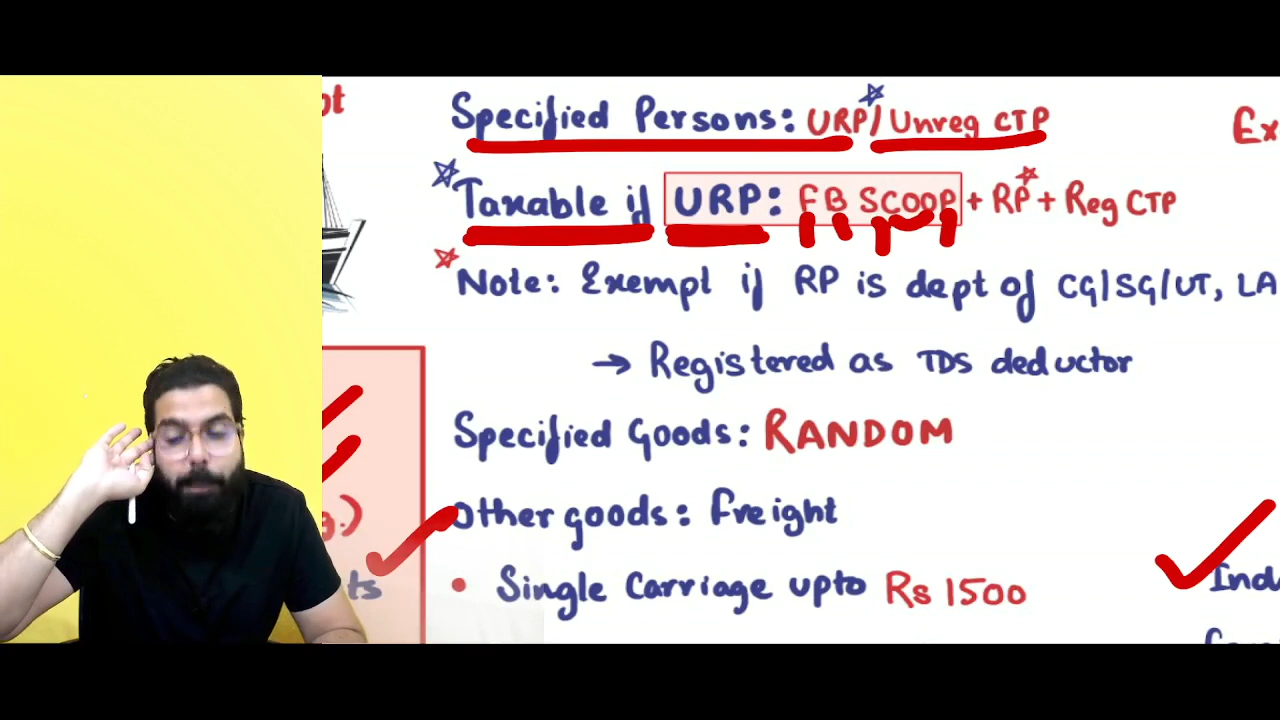 Specified Persons: URP/Unreg CTP
Ex
Taxable if URP: FB SCOOP + RP + Reg CTP
Note: Exempt if RP is dept of CG/SG/UT, LA
→ Registered as TDS deductor
Specified Goods: RANDOM
Other goods: Freight
• Single Carriage upto Rs 1500